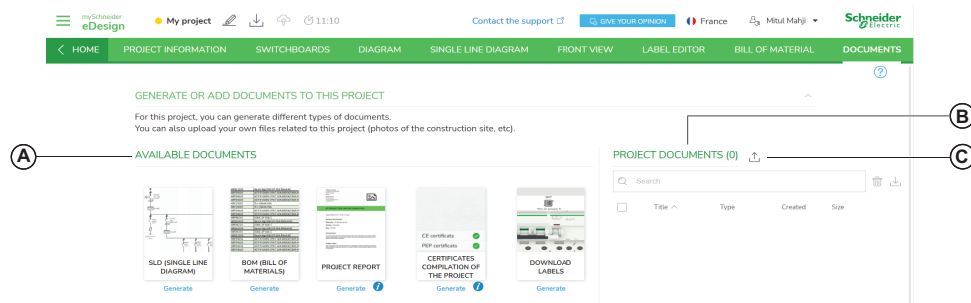 mySchneider
eDesign
My project
11:10
Contact the support
GIVE YOUR OPINION
France
Mitul Mahji
Schneider
Electric
HOME
PROJECT INFORMATION
SWITCHBOARDS
DIAGRAM
SINGLE LINE DIAGRAM
FRONT VIEW
LABEL EDITOR
BILL OF MATERIAL
DOCUMENTS
?
GENERATE OR ADD DOCUMENTS TO THIS PROJECT
For this project, you can generate different types of documents.
You can also upload your own files related to this project (photos of the construction site, etc).
B
A
AVAILABLE DOCUMENTS
PROJECT DOCUMENTS (0)
C
Search
Title
Type
Created
Size
CE certificats
PEP certificats
SLD (SINGLE LINE
DIAGRAM)
Generate
BOM (BILL OF
MATERIALS)
Generate
PROJECT REPORT
Generate
i
CERTIFICATES
COMPILATION OF
THE PROJECT
Generate
i
DOWNLOAD
LABELS
Generate